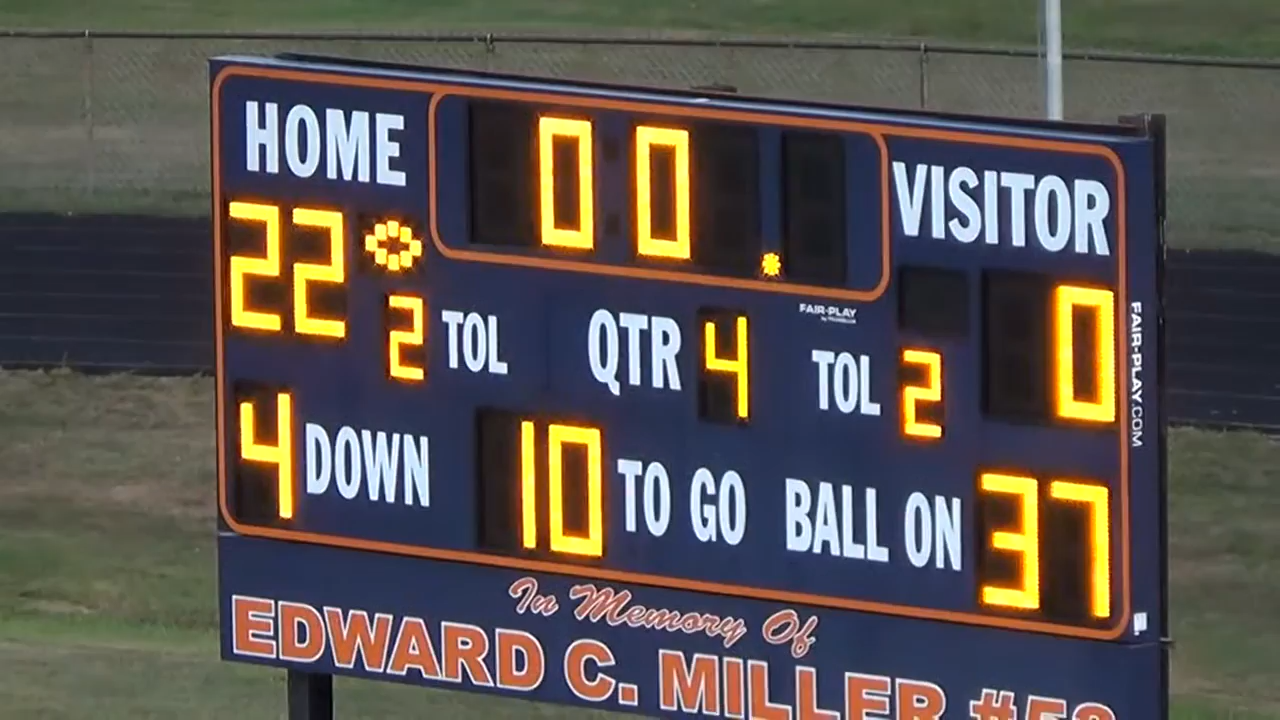 HOME 00. VISITOR
22 0
2 TOL QTR 4 TOL 2
FAIR-PLAY
FAIR-PLAY.COM
4 DOWN 10 TO GO BALL ON 37
In Memory Of
EDWARD C. MILLER